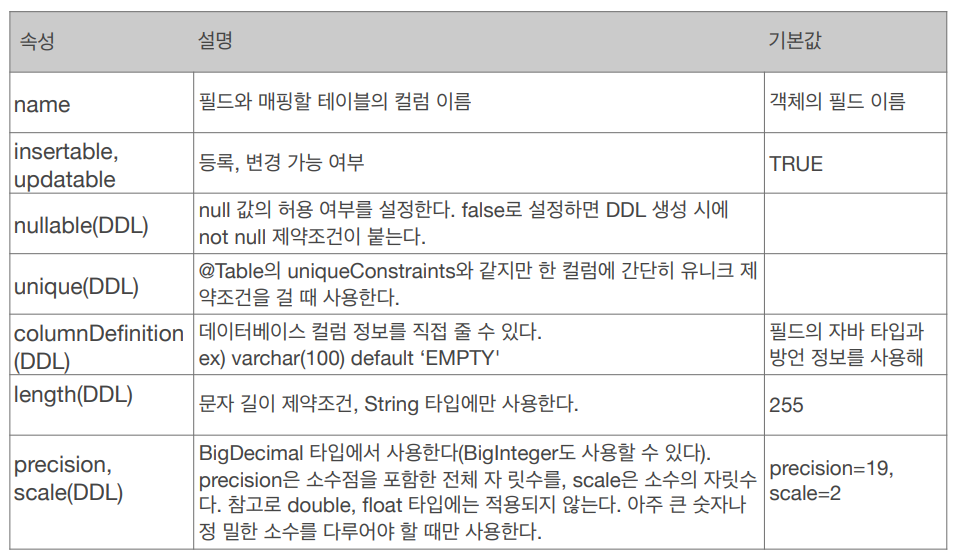 속성 설명 기본값
name 필드와 매핑할 테이블의 컬럼 이름 객체의 필드 이름
insertable,
updatable
등록, 변경 가능 여부 TRUE
nullable(DDL)
null 값의 허용 여부를 설정한다. false로 설정하면 DDL 생성 시에
not null 제약조건이 붙는다.
unique(DDL)
@Table의 uniqueConstraints와 같지만 한 컬럼에 간단히 유니크 제
약조건을 걸 때 사용한다.
columnDefinition
(DDL)
데이터베이스 컬럼 정보를 직접 줄 수 있다.
ex) varchar(100) default ‘EMPTY'
필드의 자바 타입과
방언 정보를 사용해
length(DDL)
문자 길이 제약조건, String 타입에만 사용한다.
255
precision,
scale(DDL)
BigDecimal 타입에서 사용한다(BigInteger도 사용할 수 있다).
precision은 소수점을 포함한 전체 자 릿수를, scale은 소수의 자릿수
다. 참고로 double, float 타입에는 적용되지 않는다. 아주 큰 숫자나
정 밀한 소수를 다루어야 할 때만 사용한다.
precision=19,
scale=2